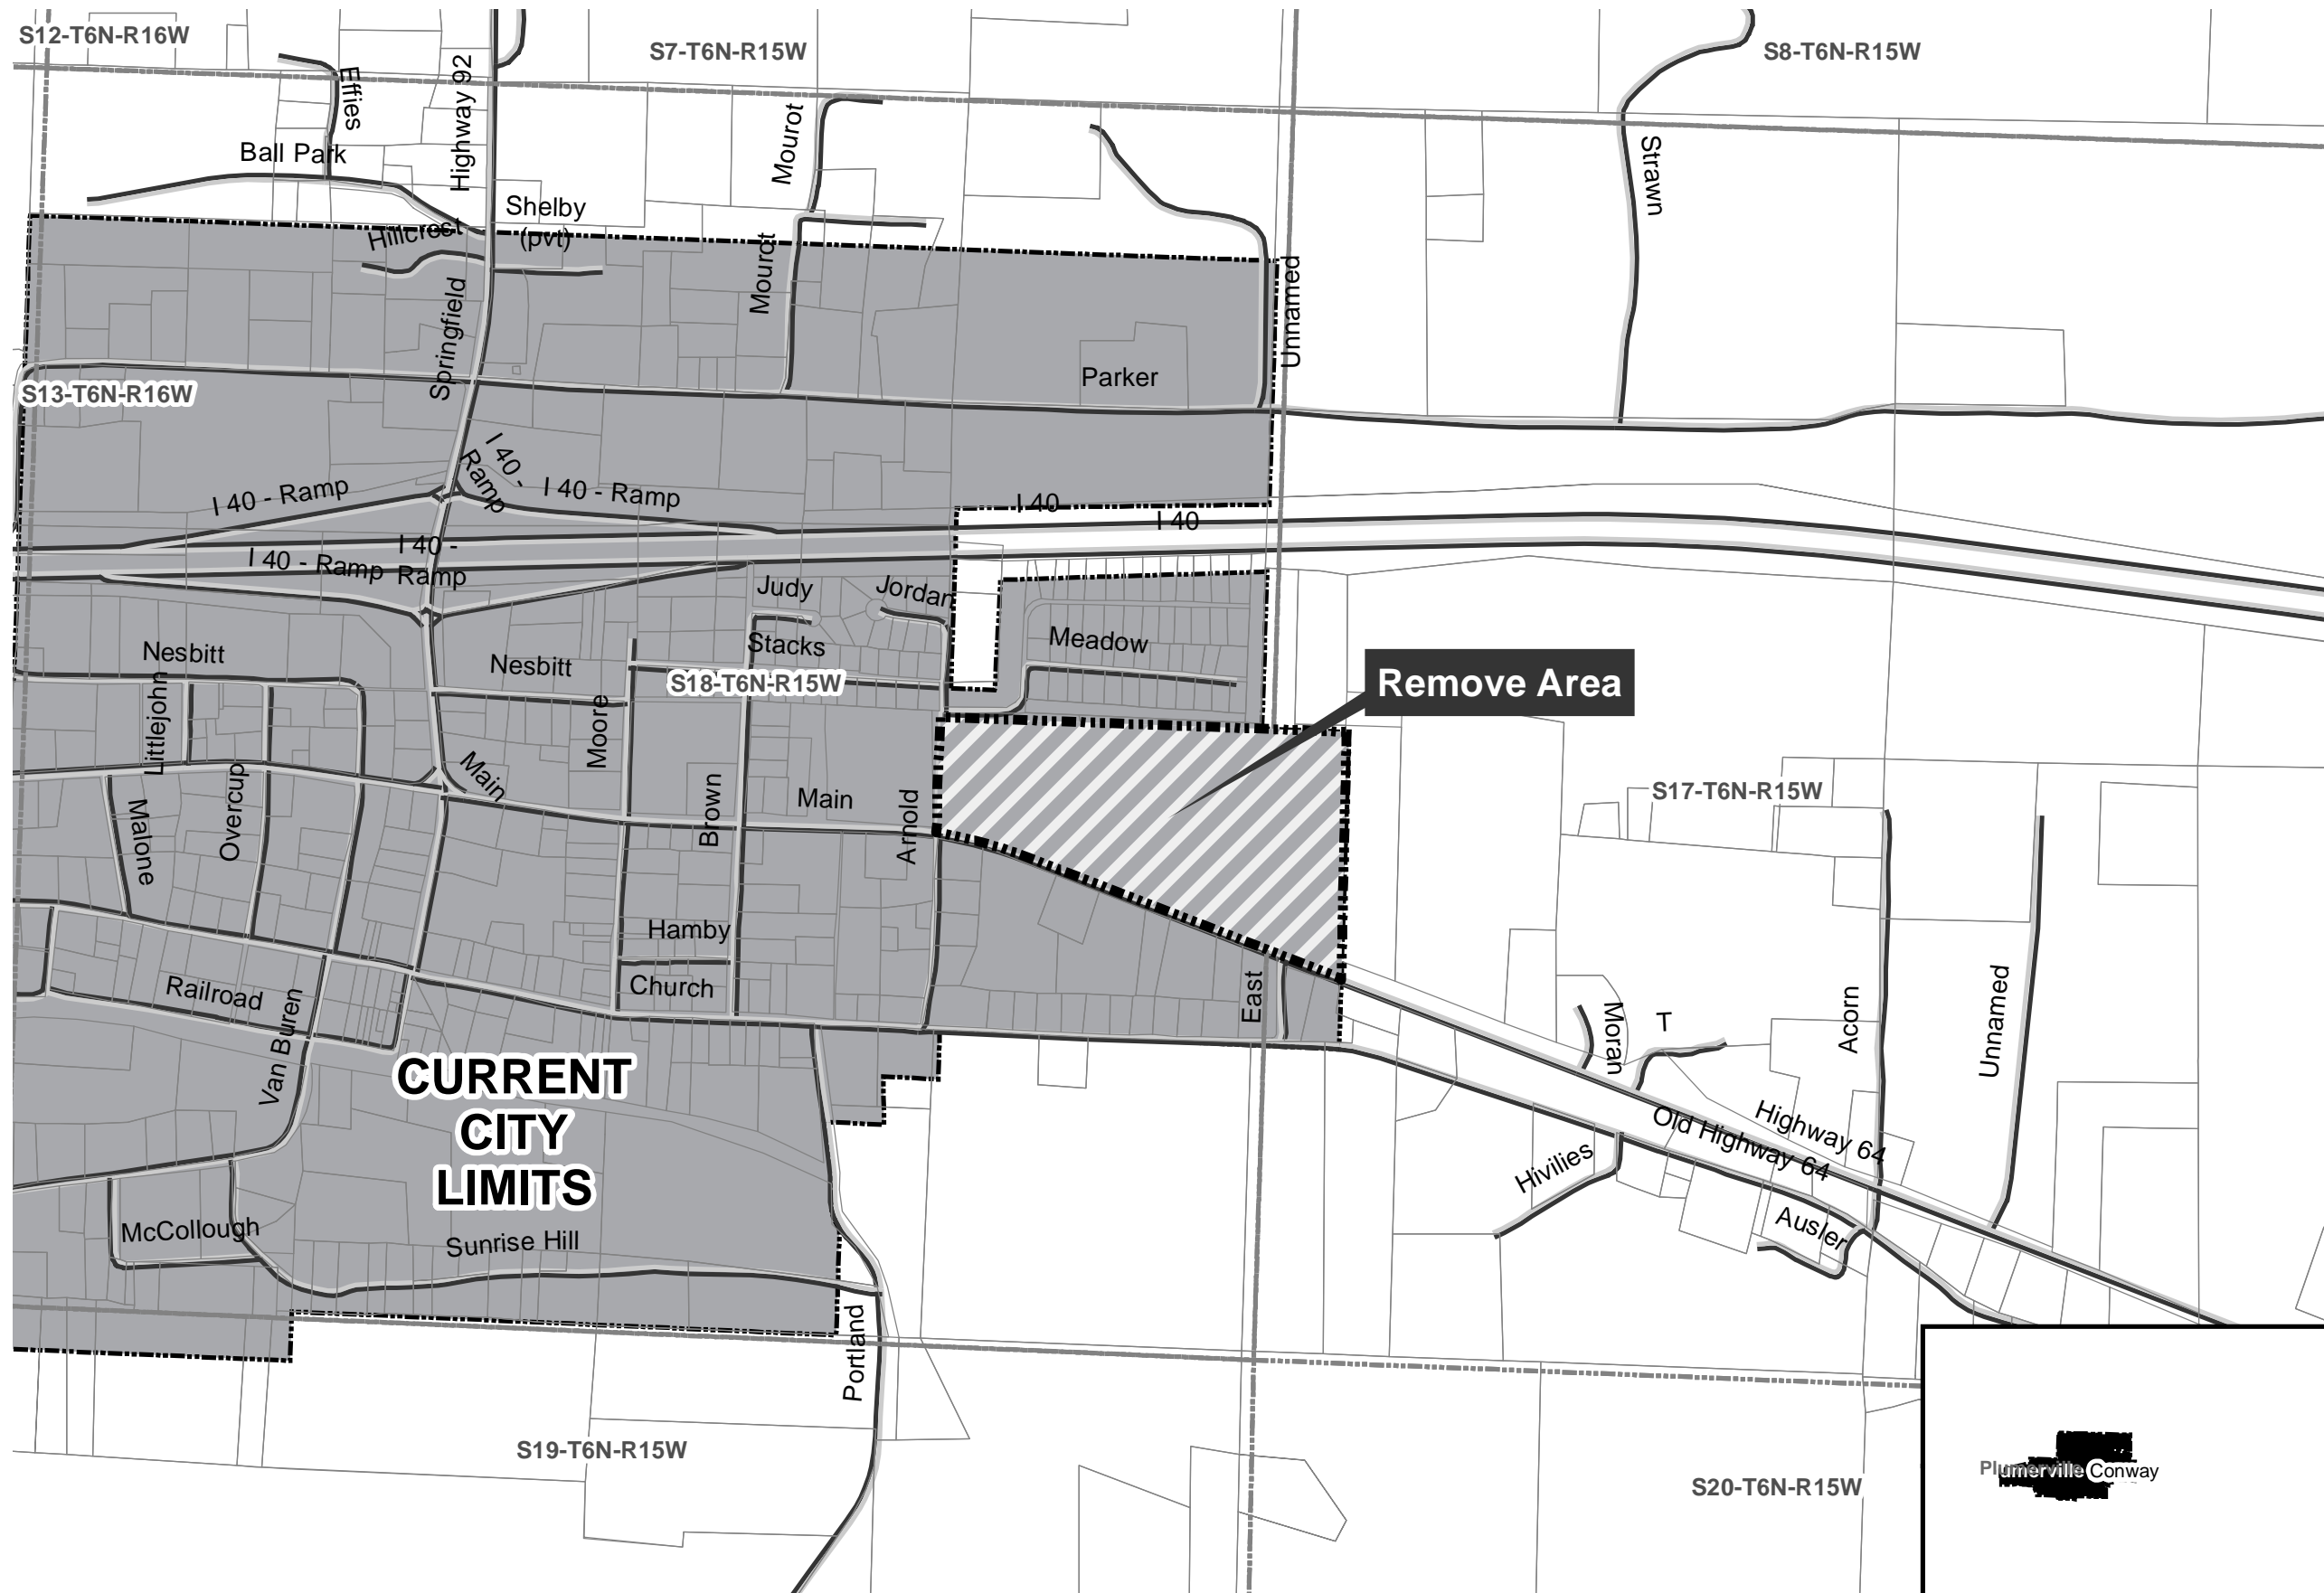 S12-T6N-R16W
S7-T6N-R15W
S8-T6N-R15W
Effies
Highway 92
Ball Park
Mourot
Strawn
Shelby
(pvt)
Hillcrest
Mourot
Unnamed
Springfield
Parker
S13-T6N-R16W
I 40 -
Ramp
I 40 - Ramp
I 40 - Ramp
I 40
I 40
I 40 -
Ramp
I 40 - Ramp
Judy
Jordan
Stacks
Meadow
Nesbitt
Nesbitt
S18-T6N-R15W
Remove Area
Littlejohn
Moore
Main
Main
S17-T6N-R15W
Malone
Overcup
Brown
Arnold
Hamby
Church
Railroad
Van Buren
East
Moran
T
Acorn
Unnamed
CURRENT
CITY
LIMITS
Highway 64
Old Highway 64
Hivilies
Ausler
McCollough
Sunrise Hill
Portland
S19-T6N-R15W
S20-T6N-R15W
Plumerville
Conway